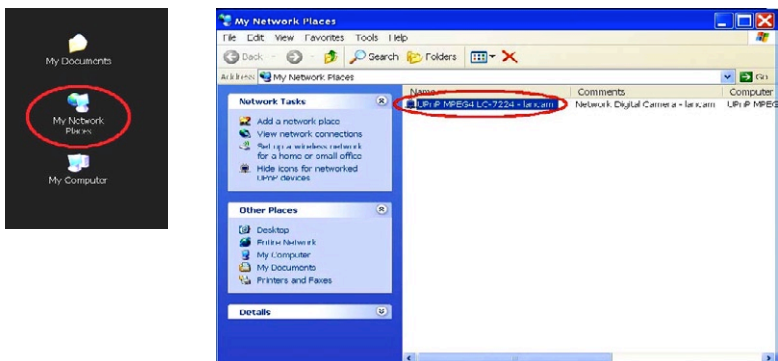 My Documents
My Network
Places
My Computer
My Network Places
File Edit View Favorites Tools Help
Back Search Folders
Address My Network Places Go
Network Tasks
Add a network place
View network connections
Set up a wireless network
for a home or small office
Hide icons for networked
UPnP devices
Other Places
Desktop
Entire Network
My Computer
My Documents
Printers and Faxes
Details
Name Comments Computer
UPnP MPEG4 LC-7224 - lancam Network Digital Camera - lancam UPnP MPEG